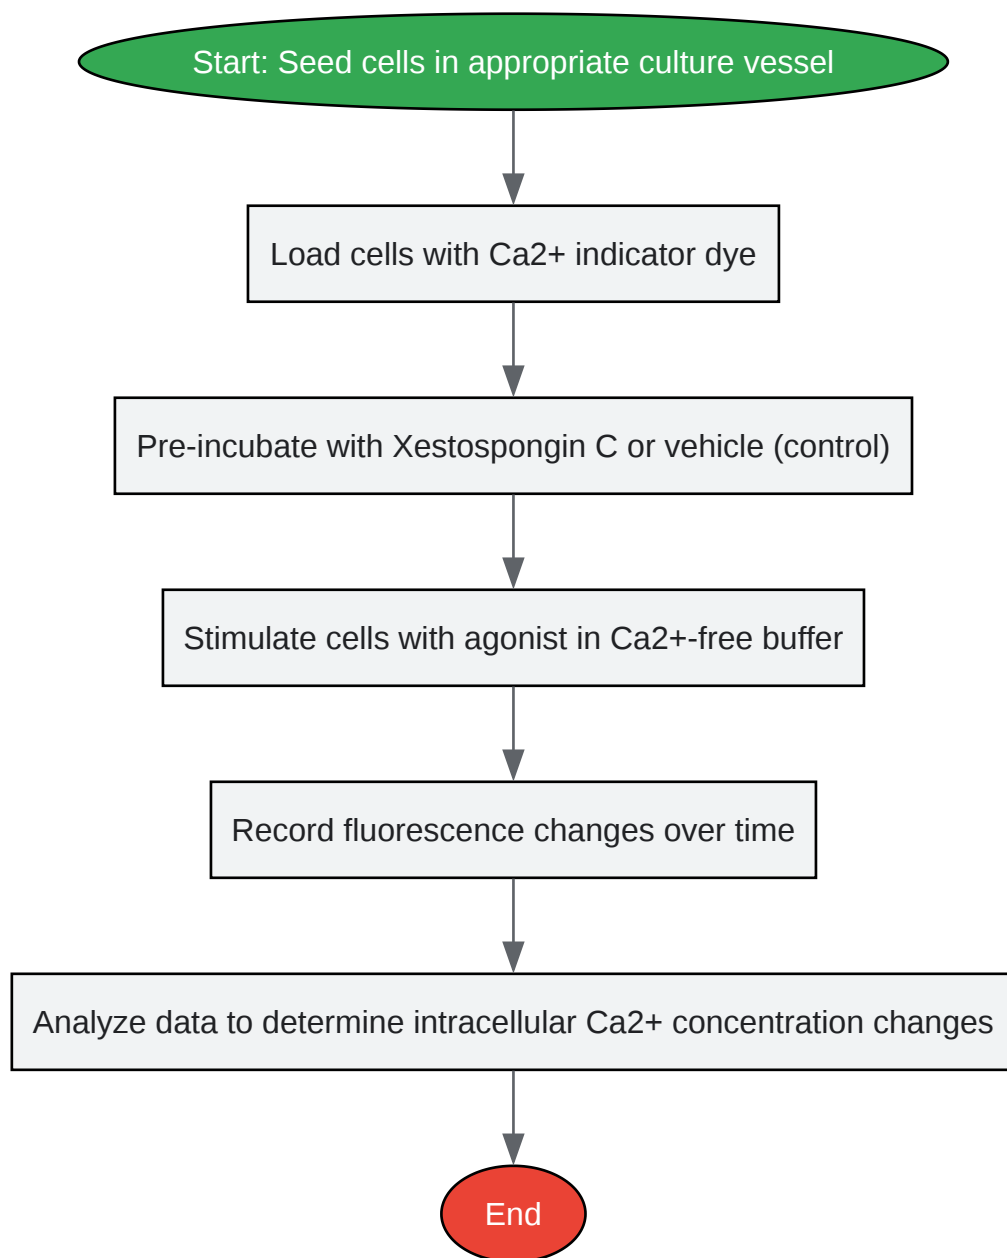 Start: Seed cells in appropriate culture vessel
Load cells with Ca2+ indicator dye
Pre-incubate with Xestospongin C or vehicle (control)
Stimulate cells with agonist in Ca2+-free buffer
Record fluorescence changes over time
Analyze data to determine intracellular Ca2+ concentration changes
End